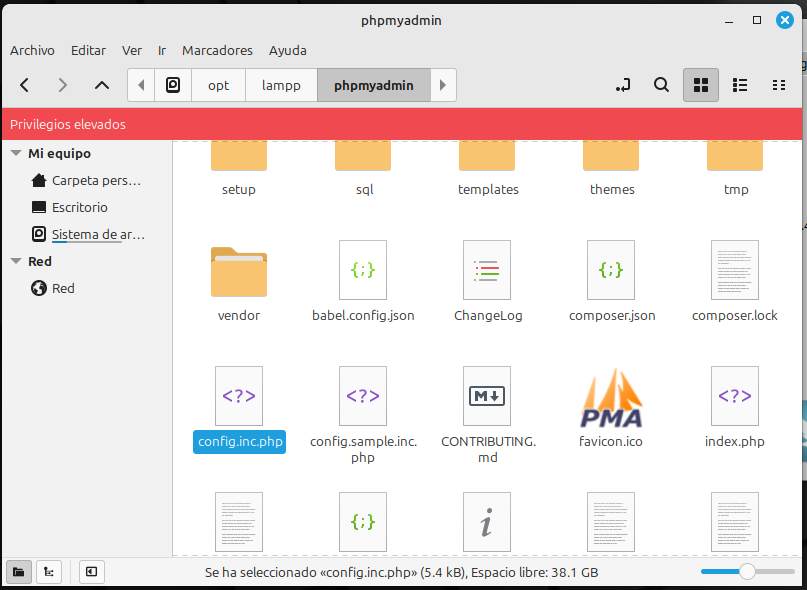 phpmyadmin
Archivo Editar Ver Ir Marcadores Ayuda
opt lampp phpmyadmin
Privilegios elevados
Mi equipo
Carpeta pers...
Escritorio
Sistema de ar...
Red
Red
setup sql templates themes tmp
vendor babel.config.json ChangeLog composer.json composer.lock
<?> <?> M PMA <?>
config.inc.php config.sample.inc.php CONTRIBUTING.md favicon.ico index.php
Se ha seleccionado «config.inc.php» (5.4 kB), Espacio libre: 38.1 GB